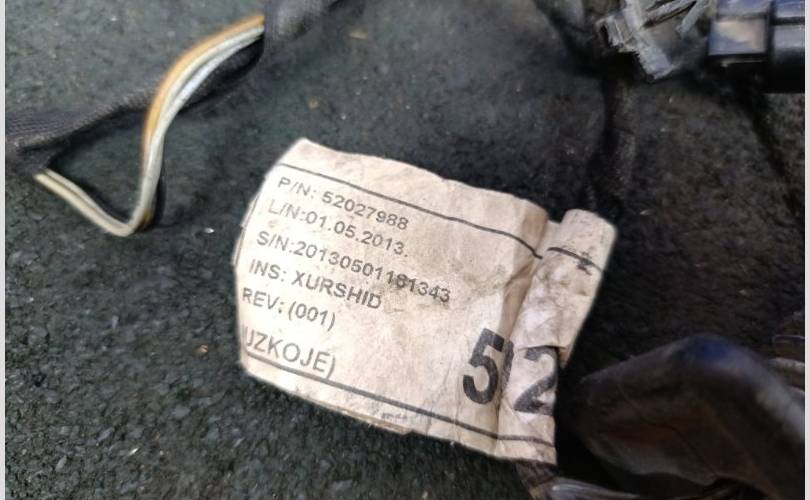 P/N: 52027988
L/N:01.05.2013.
S/N:20130501181343
INS: XURSHID
REV: (001)
UZKOJE)
52